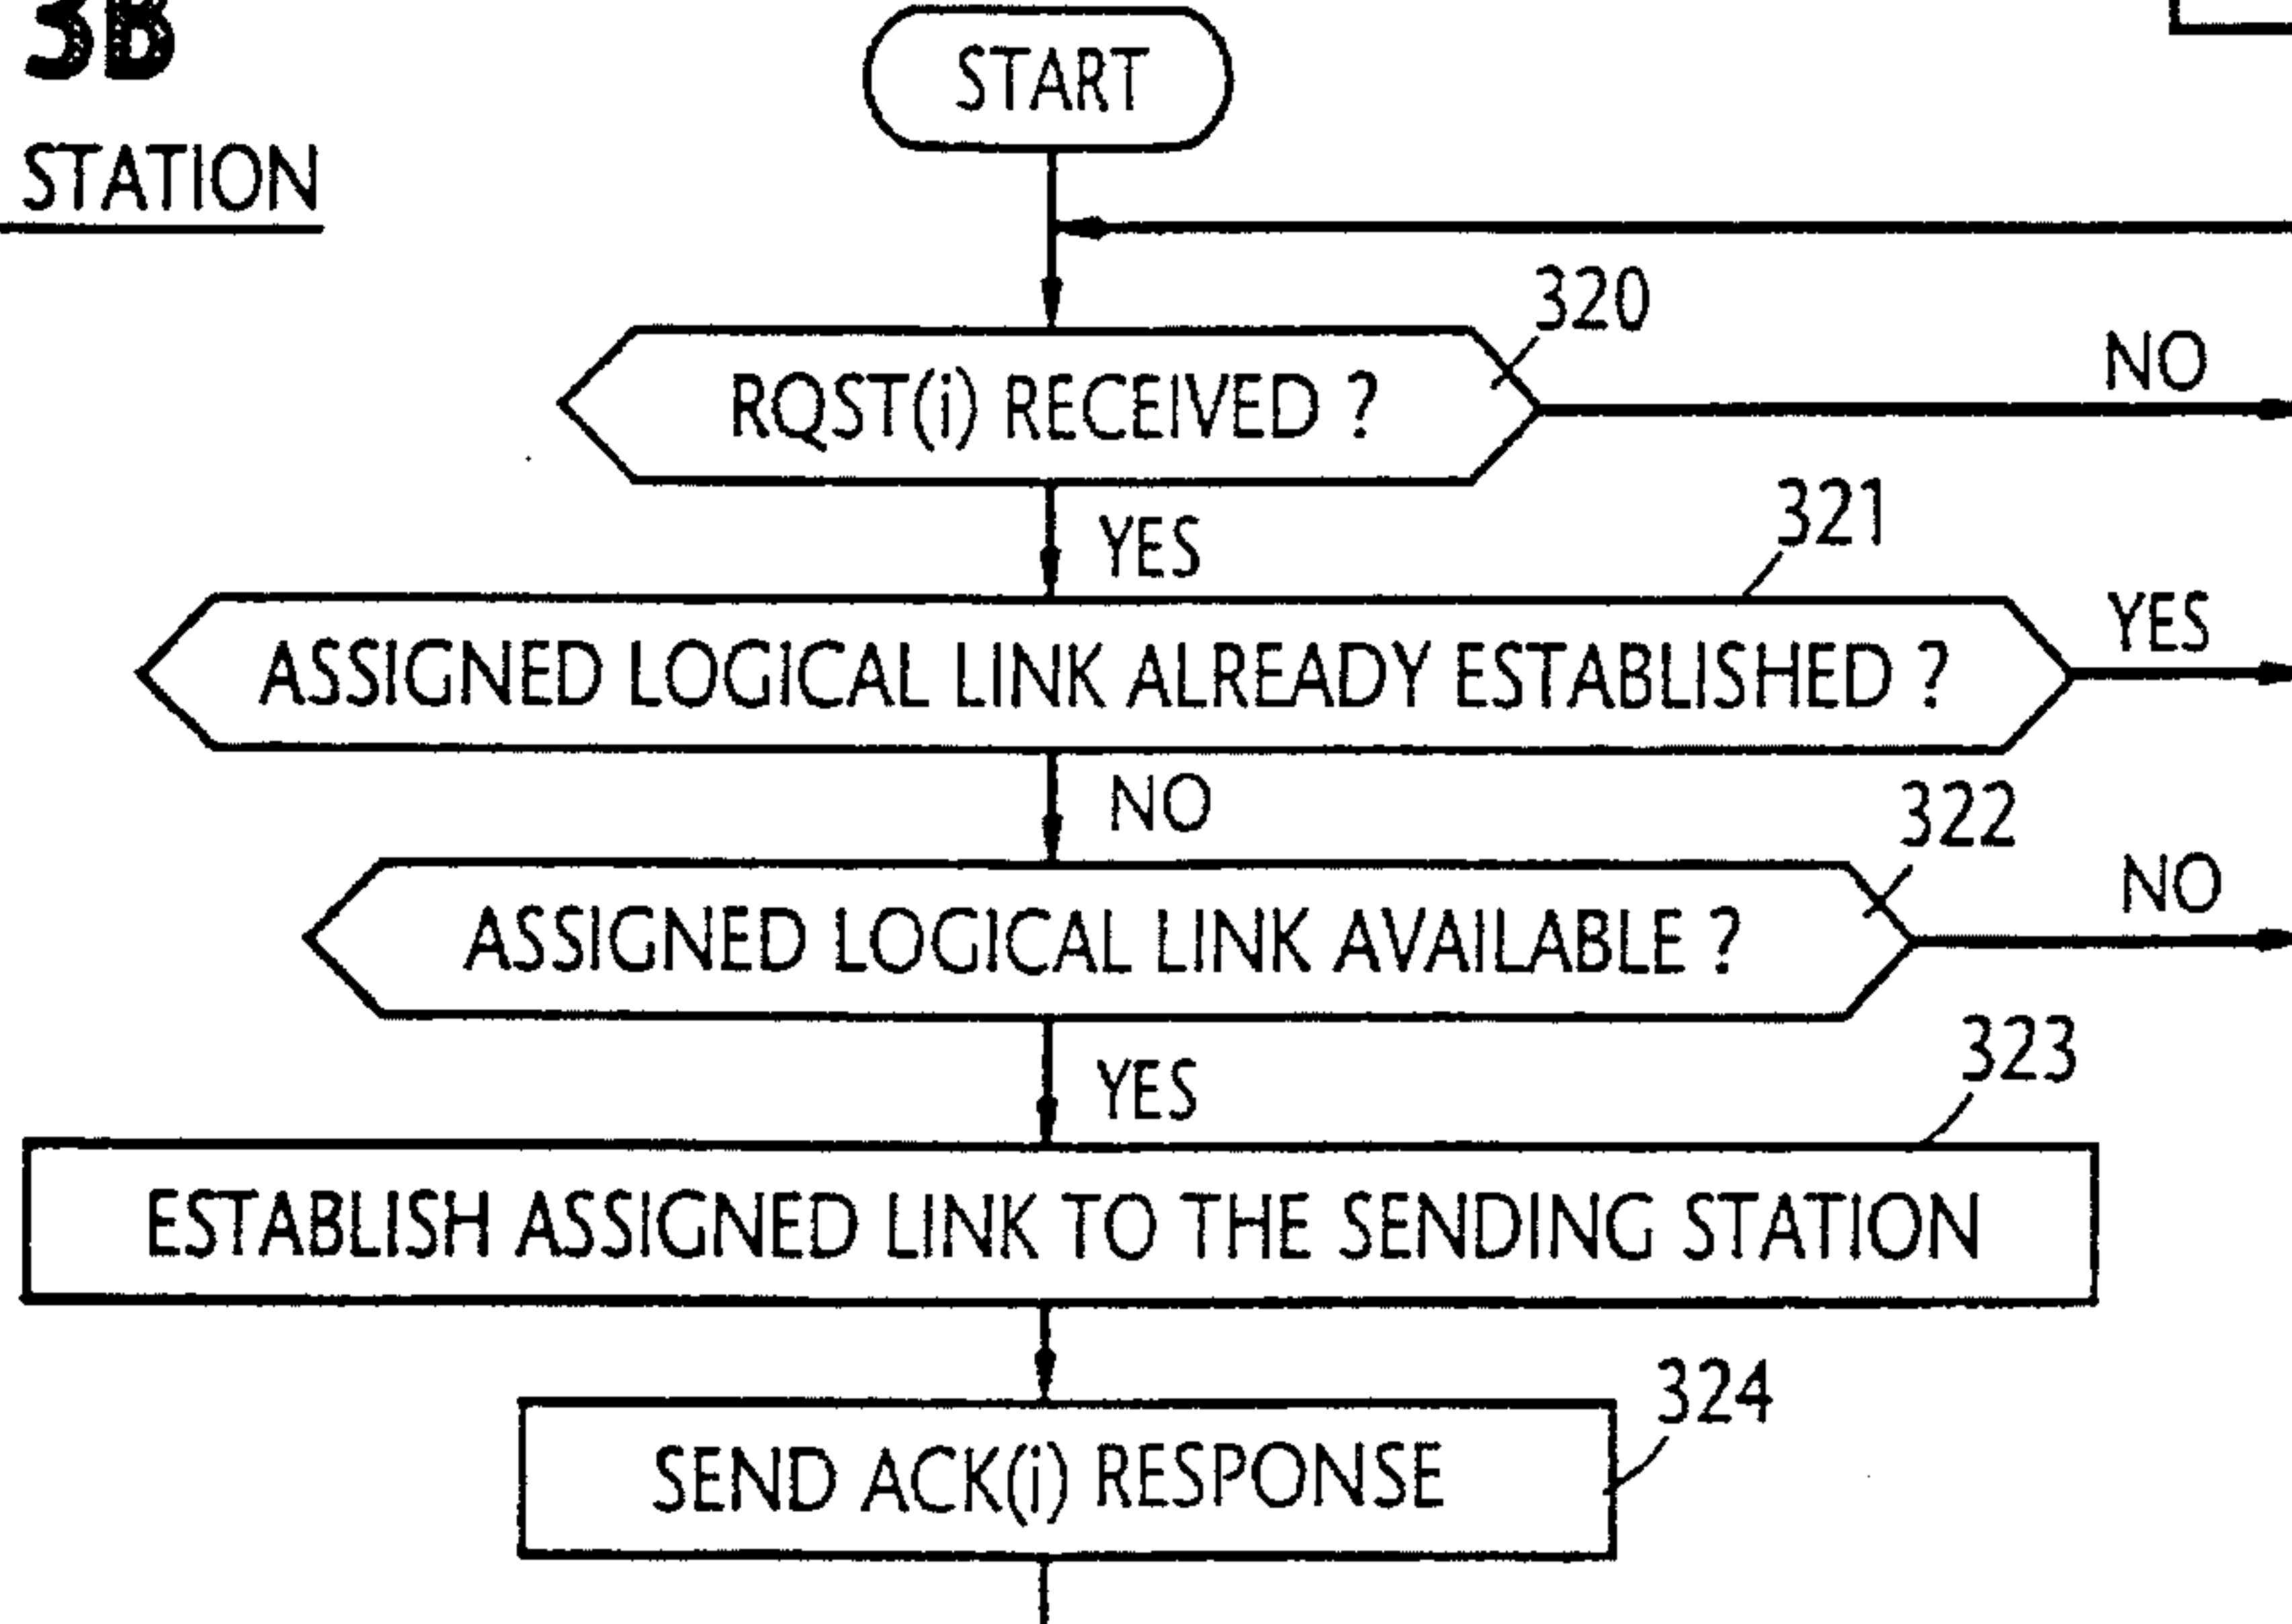 3B
START
STATION
320
RQST(i) RECEIVED ?
NO
YES
321
ASSIGNED LOGICAL LINK ALREADY ESTABLISHED ?
YES
NO
322
ASSIGNED LOGICAL LINK AVAILABLE ?
NO
YES
323
ESTABLISH ASSIGNED LINK TO THE SENDING STATION
324
SEND ACK(i) RESPONSE